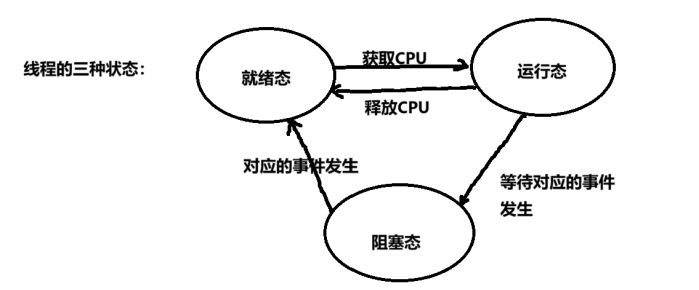 线程的三种状态：
就绪态
获取CPU
运行态
释放CPU
对应的事件发生
等待对应的事件
发生
阻塞态